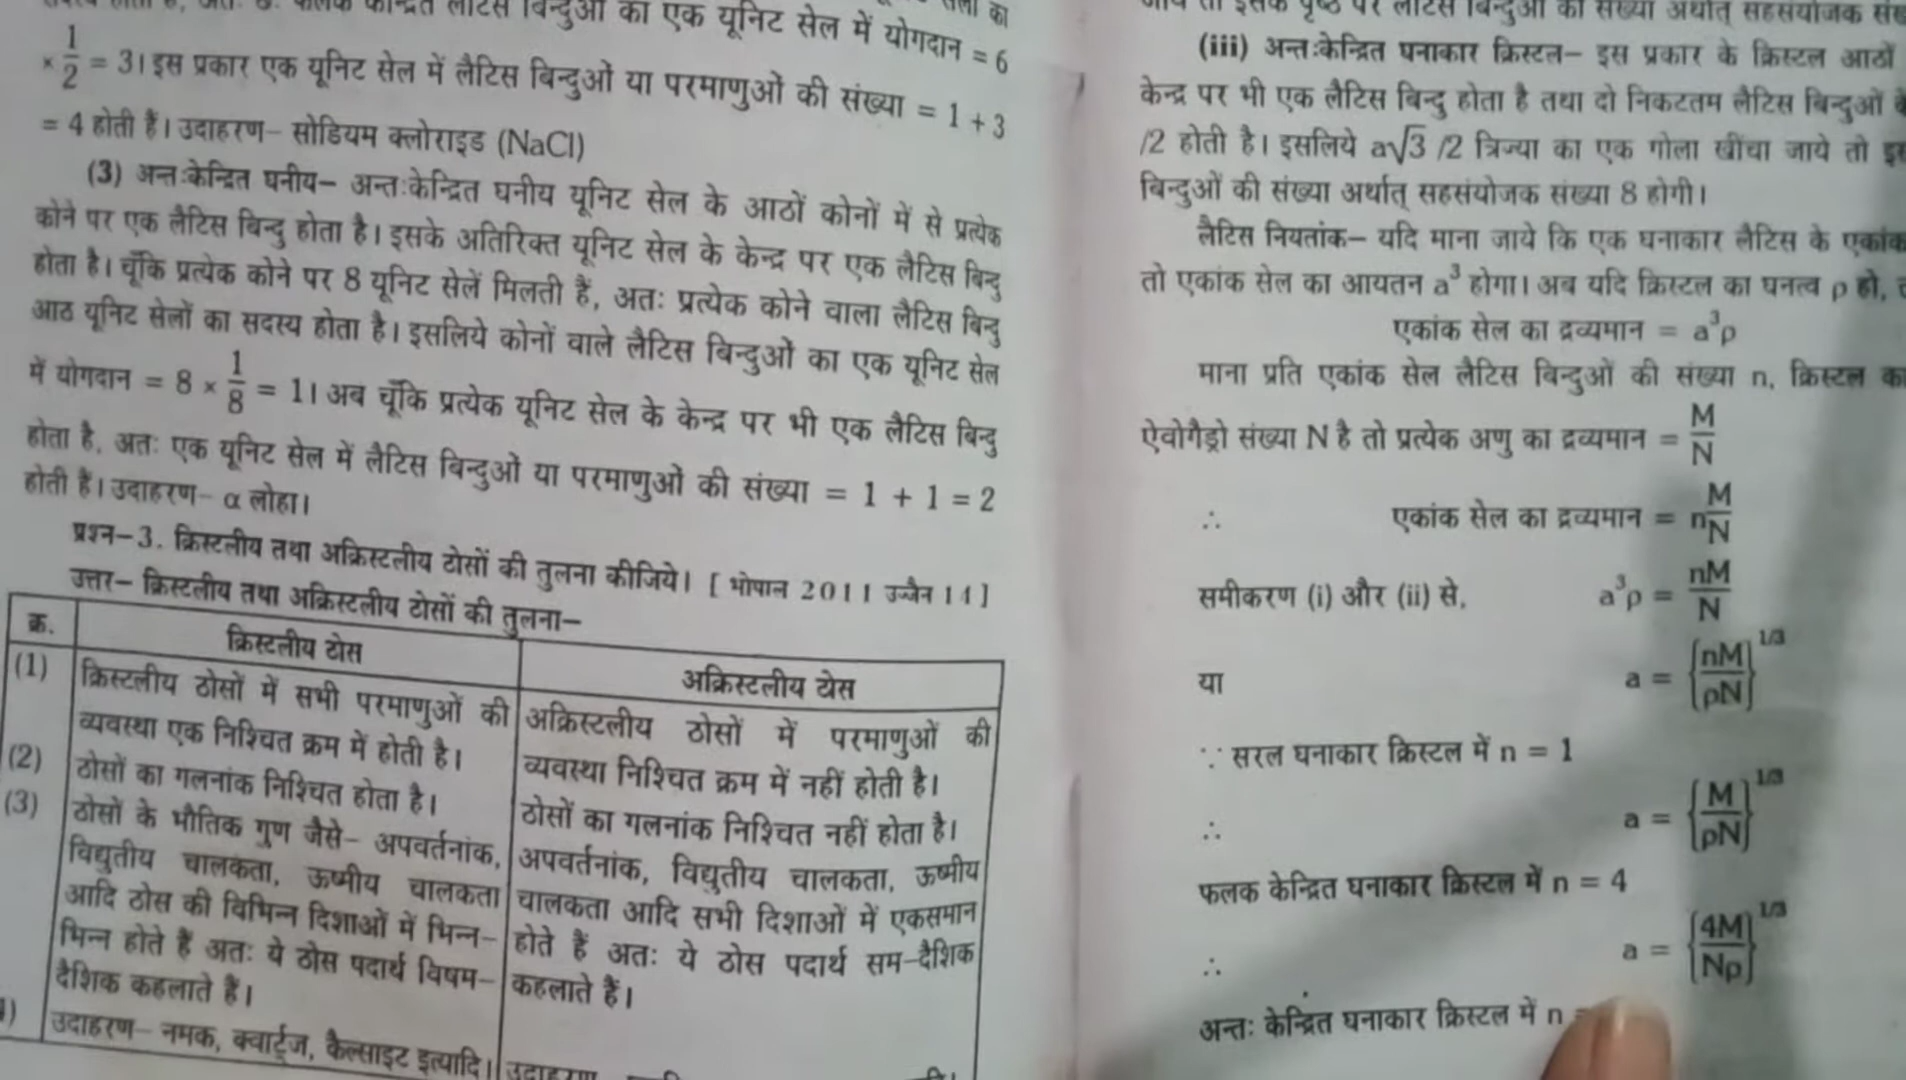 का एक यूनिट सेल में योगदान = 6
× 1/2 = 3। इस प्रकार एक यूनिट सेल में लैटिस बिन्दुओं या परमाणुओं की संख्या = 1 + 3
= 4 होती हैं। उदाहरण– सोडियम क्लोराइड (NaCl)
(3) अन्तःकेन्द्रित घनीय– अन्तःकेन्द्रित घनीय यूनिट सेल के आठों कोनों में से प्रत्येक
कोने पर एक लैटिस बिन्दु होता है। इसके अतिरिक्त यूनिट सेल के केन्द्र पर एक लैटिस बिन्दु
होता है। चूँकि प्रत्येक कोने पर 8 यूनिट सेलें मिलती हैं, अतः प्रत्येक कोने वाला लैटिस बिन्दु
आठ यूनिट सेलों का सदस्य होता है। इसलिये कोनों वाले लैटिस बिन्दुओं का एक यूनिट सेल
में योगदान = 8 × 1/8 = 1। अब चूँकि प्रत्येक यूनिट सेल के केन्द्र पर भी एक लैटिस बिन्दु
होता है, अतः एक यूनिट सेल में लैटिस बिन्दुओं या परमाणुओं की संख्या = 1 + 1 = 2
होती हैं। उदाहरण– α लोहा।
प्रश्न–3. क्रिस्टलीय तथा अक्रिस्टलीय ठोसों की तुलना कीजिये। [ भोपाल 2011 उज्जैन 14]
उत्तर– क्रिस्टलीय तथा अक्रिस्टलीय ठोसों की तुलना–
क्र. क्रिस्टलीय ठोस
अक्रिस्टलीय ठोस
(1) क्रिस्टलीय ठोसों में सभी परमाणुओं की
व्यवस्था एक निश्चित क्रम में होती है।
अक्रिस्टलीय ठोसों में परमाणुओं की
व्यवस्था निश्चित क्रम में नहीं होती है।
(2) ठोसों का गलनांक निश्चित होता है।
ठोसों का गलनांक निश्चित नहीं होता है।
(3) ठोसों के भौतिक गुण जैसे– अपवर्तनांक,
विद्युतीय चालकता, ऊष्मीय चालकता
आदि ठोस की विभिन्न दिशाओं में भिन्न–
भिन्न होते हैं अतः ये ठोस पदार्थ विषम–
दैशिक कहलाते हैं।
अपवर्तनांक, विद्युतीय चालकता, ऊष्मीय
चालकता आदि सभी दिशाओं में एकसमान
होते हैं अतः ये ठोस पदार्थ सम–दैशिक
कहलाते हैं।
उदाहरण– नमक, क्वार्ट्ज, कैल्साइट इत्यादि।
उदाहरण
(iii) अन्तःकेन्द्रित घनाकार क्रिस्टल– इस प्रकार के क्रिस्टल आठों
केन्द्र पर भी एक लैटिस बिन्दु होता है तथा दो निकटतम लैटिस बिन्दुओं
/2 होती है। इसलिये a√3 /2 त्रिज्या का एक गोला खींचा जाये तो
बिन्दुओं की संख्या अर्थात् सहसंयोजक संख्या 8 होगी।
लैटिस नियतांक– यदि माना जाये कि एक घनाकार लैटिस के एकांक
तो एकांक सेल का आयतन a³ होगा। अब यदि क्रिस्टल का घनत्व ρ हो,
एकांक सेल का द्रव्यमान = a³ρ
माना प्रति एकांक सेल लैटिस बिन्दुओं की संख्या n, क्रिस्टल का
ऐवोगैड्रो संख्या N है तो प्रत्येक अणु का द्रव्यमान = M/N
∴ एकांक सेल का द्रव्यमान = n M/N
समीकरण (i) और (ii) से, a³ρ = nM/N
या a = {nM/ρN}^1/3
∵ सरल घनाकार क्रिस्टल में n = 1
∴ a = {M/ρN}^1/3
फलक केन्द्रित घनाकार क्रिस्टल में n = 4
∴ a = {4M/Nρ}^1/3
अन्तः केन्द्रित घनाकार क्रिस्टल में n =